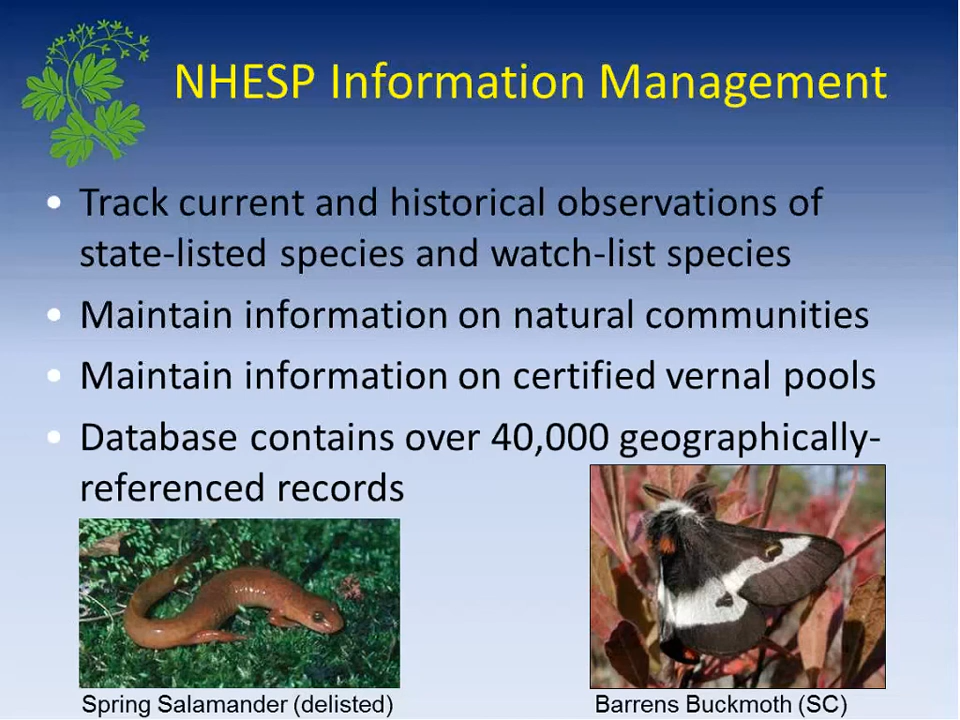 NHESP Information Management
• Track current and historical observations of
state-listed species and watch-list species
• Maintain information on natural communities
• Maintain information on certified vernal pools
• Database contains over 40,000 geographically-
referenced records
Spring Salamander (delisted)
Barrens Buckmoth (SC)